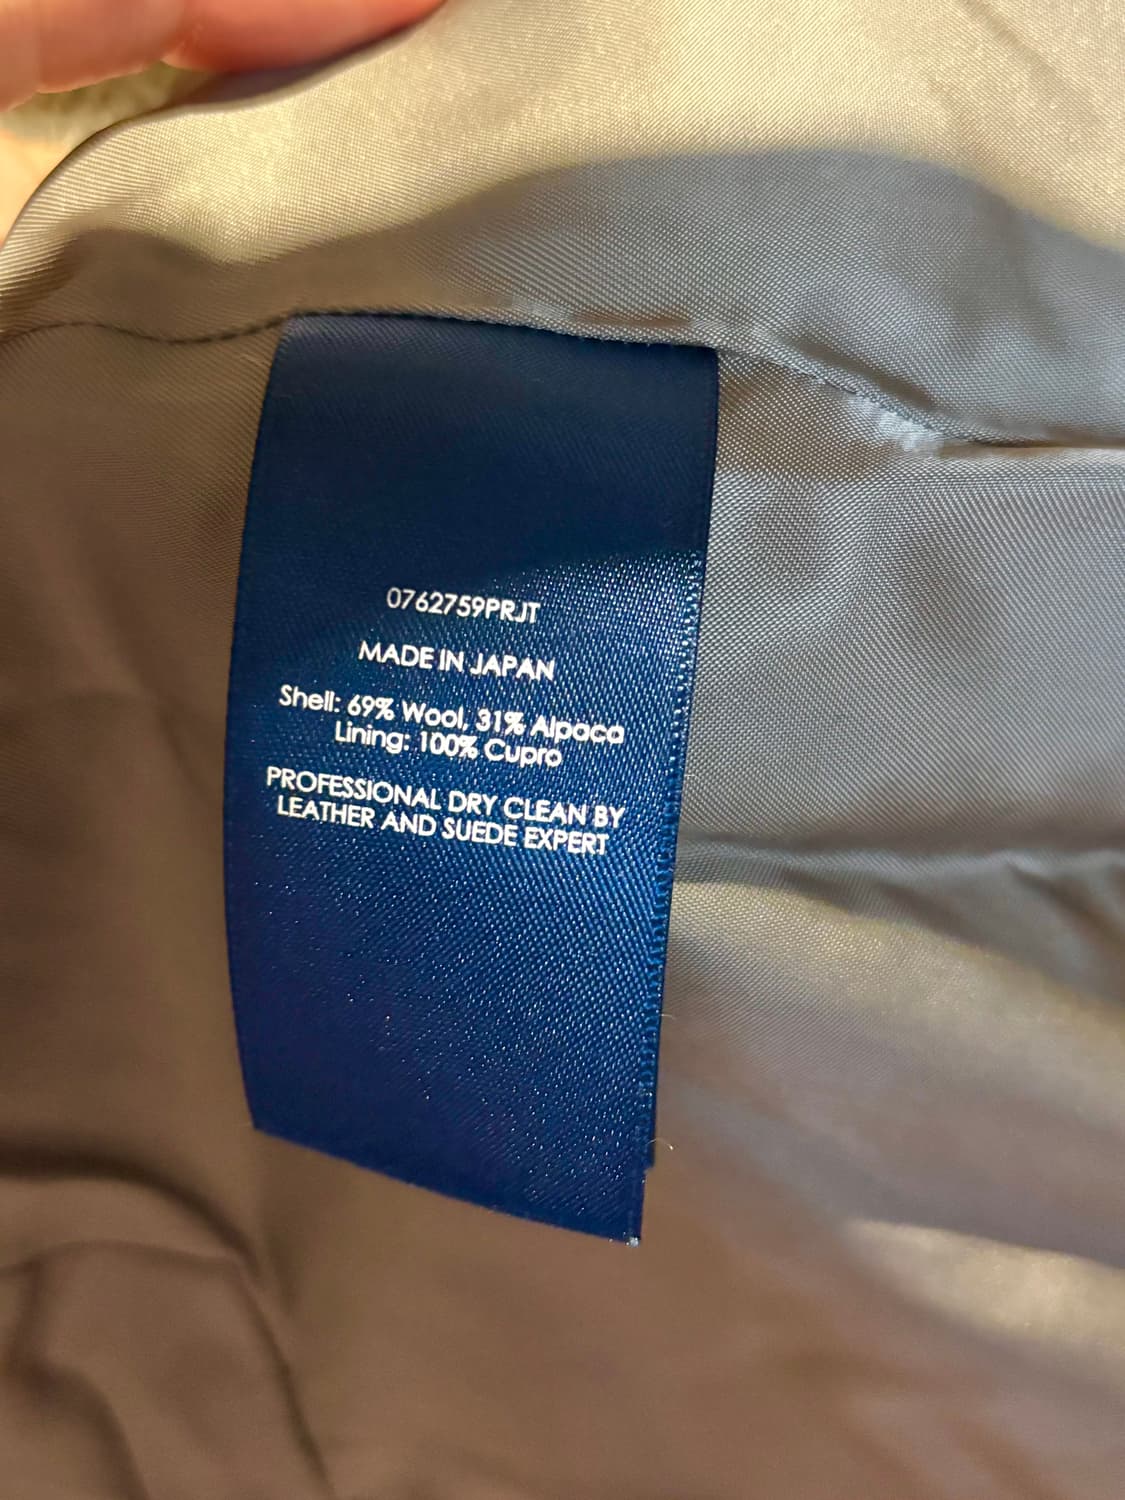 0762759PRJT
MADE IN JAPAN
Shell: 69% Wool, 31% Alpaca
Lining: 100% Cupro
PROFESSIONAL DRY CLEAN BY
LEATHER AND SUEDE EXPERT